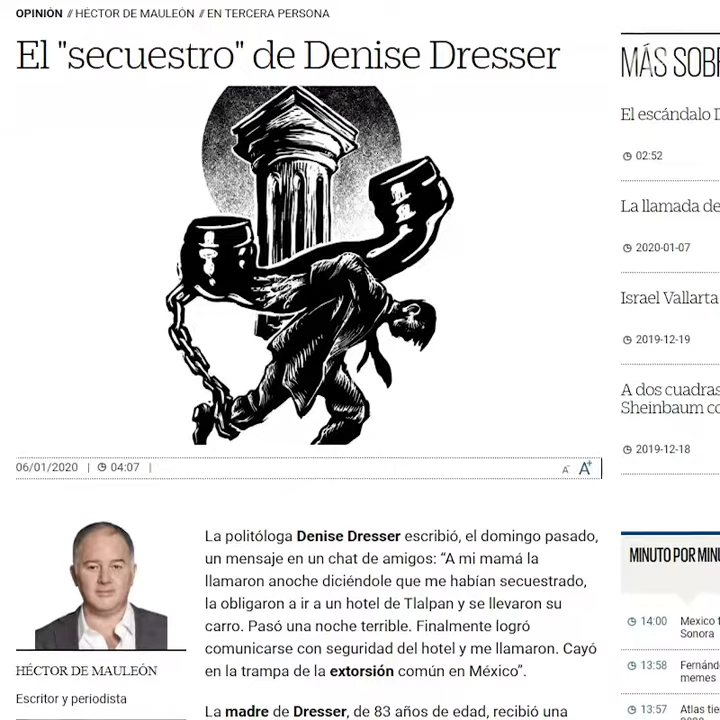 OPINIÓN // HÉCTOR DE MAULEÓN // EN TERCERA PERSONA
El "secuestro" de Denise Dresser
06/01/2020 | 04:07 |
A- A+
La politóloga Denise Dresser escribió, el domingo pasado,
un mensaje en un chat de amigos: “A mi mamá la
llamaron anoche diciéndole que me habían secuestrado,
la obligaron a ir a un hotel de Tlalpan y se llevaron su
carro. Pasó una noche terrible. Finalmente logró
comunicarse con seguridad del hotel y me llamaron. Cayó
en la trampa de la extorsión común en México”.
La madre de Dresser, de 83 años de edad, recibió una
HÉCTOR DE MAULEÓN
Escritor y periodista
MÁS SOB
El escándalo
02:52
La llamada de
2020-01-07
Israel Vallarta
2019-12-19
A dos cuadras
Sheinbaum co
2019-12-18
MINUTO POR MINU
14:00 Mexico f
Sonora
13:58 Fernánd
memes
13:57 Atlas tie